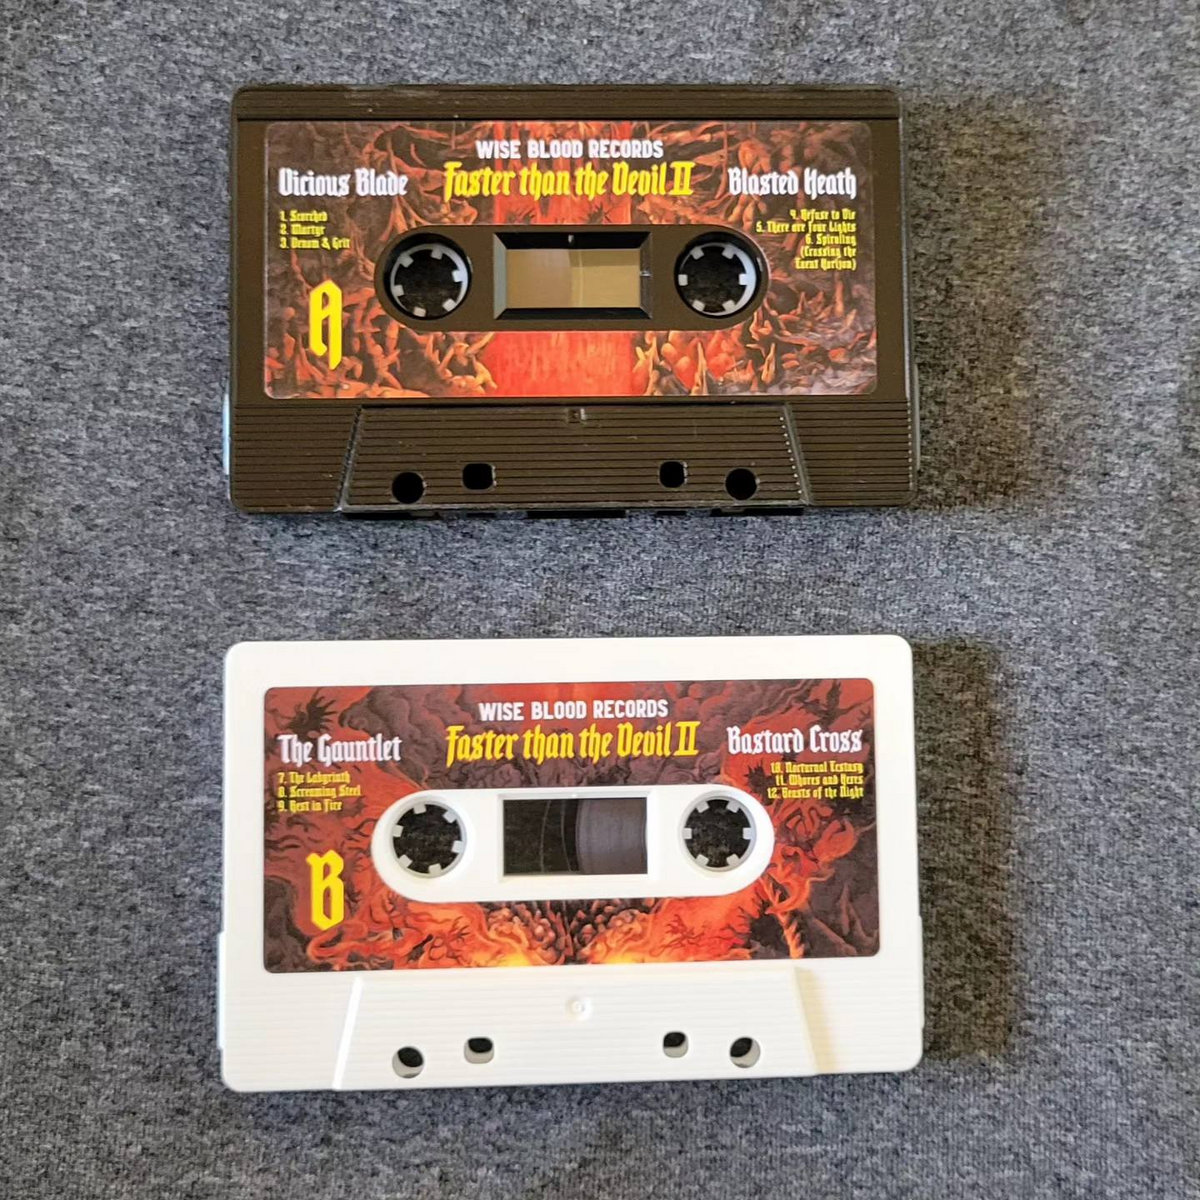 WISE BLOOD RECORDS
Faster than the Devil II
Vicious Blade
1. Scorched
2. Martyr
3. Venom & Grit
Blasted Heath
4. Refuse to Die
5. There are Four Lights
6. Spiraling
(Crossing the
Event Horizon)
A
WISE BLOOD RECORDS
Faster than the Devil II
The Gauntlet
7. The Labyrinth
8. Screaming Steel
9. Rest in Fire
Bastard Cross
10. Nocturnal Ecstasy
11. Whores and Hexes
12. Beasts of the Night
B